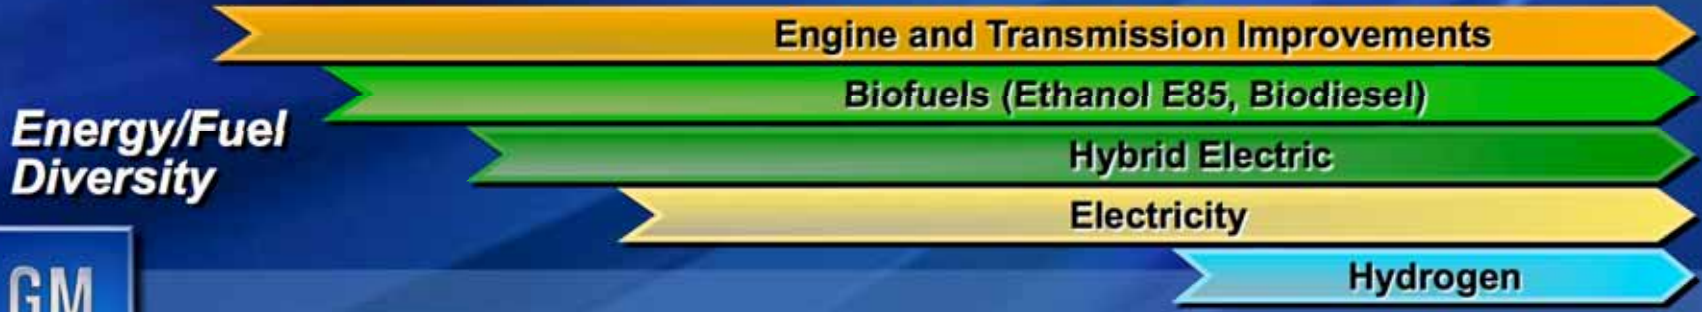 Engine and Transmission Improvements
Biofuels (Ethanol E85, Biodiesel)
Energy/Fuel
Diversity
Hybrid Electric
Electricity
Hydrogen
GM